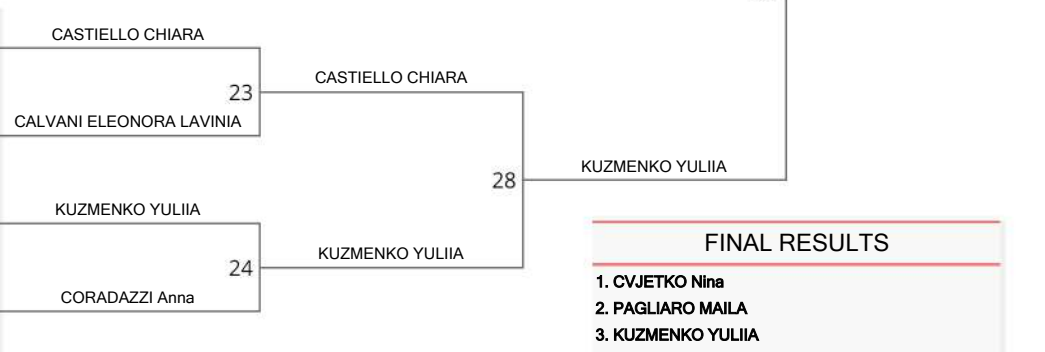 CASTIELLO CHIARA
23
CASTIELLO CHIARA
CALVANI ELEONORA LAVINIA
KUZMENKO YULIIA
28
KUZMENKO YULIIA
24
KUZMENKO YULIIA
CORADAZZI Anna
FINAL RESULTS
1. CVJETKO Nina
2. PAGLIARO MAILA
3. KUZMENKO YULIIA